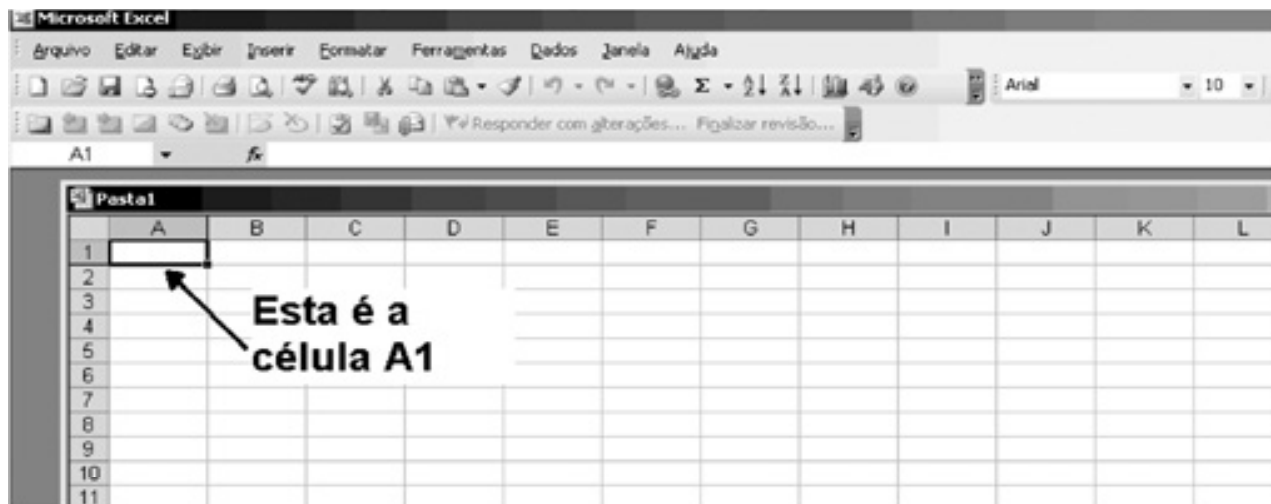 Microsoft Excel
Arquivo Editar Exibir Inserir Formatar Ferramentas Dados Janela Ajuda
Arial 10
Responder com alterações... Finalizar revisão...
A1 fx
Pasta1
A B C D E F G H I J K L
1
2
3
4
5
6
7
8
9
10
11
Esta é a
célula A1